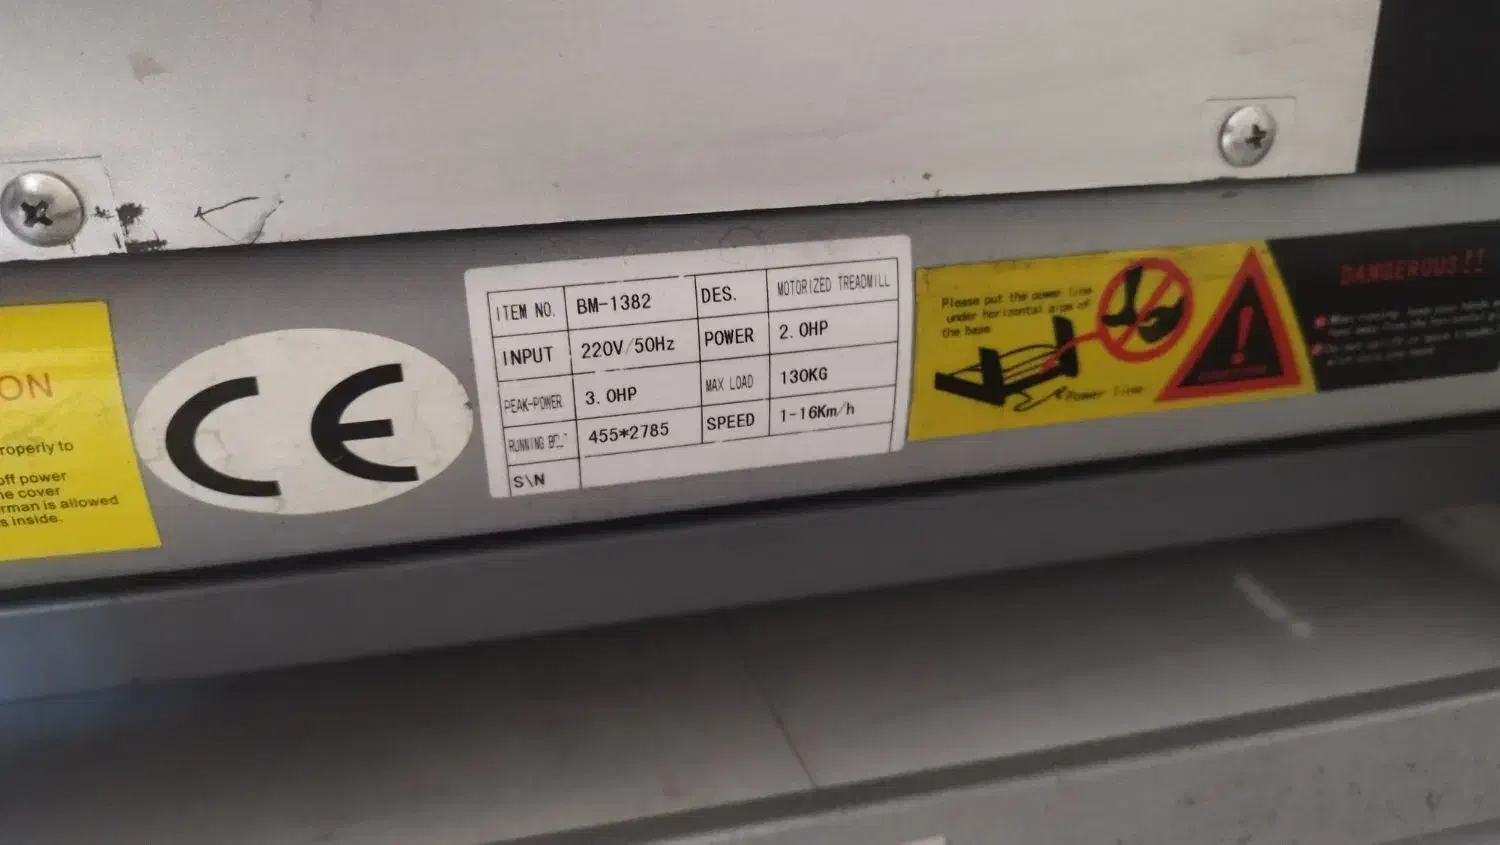 ON
roperly to
off power
he cover
rman is allowed
s inside.
CE
ITEM NO. BM-1382 DES. MOTORIZED TREADMILL
INPUT 220V/50Hz POWER 2.0HP
PEAK-POWER 3.0HP MAX LOAD 130KG
RUNNING 455*2785 SPEED 1-16Km/h
S\N
Please put the power line
under horizontal pipe of
the base
Power line
DANGEROUS!!